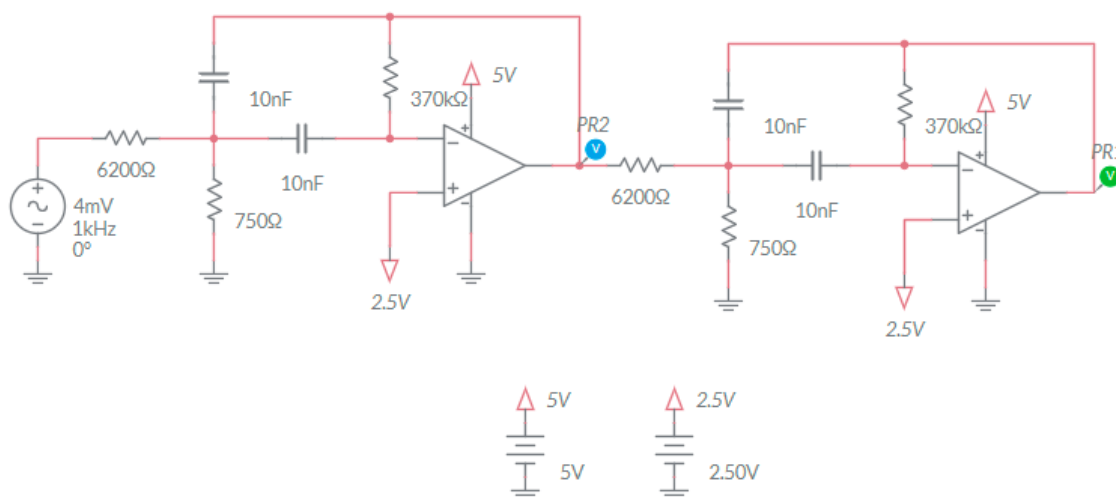 5V
10nF
370kΩ
PR2
6200Ω
10nF
4mV
1kHz
0°
750Ω
2.5V
5V
10nF
370kΩ
PR1
6200Ω
10nF
750Ω
2.5V
5V
2.5V
5V
2.50V